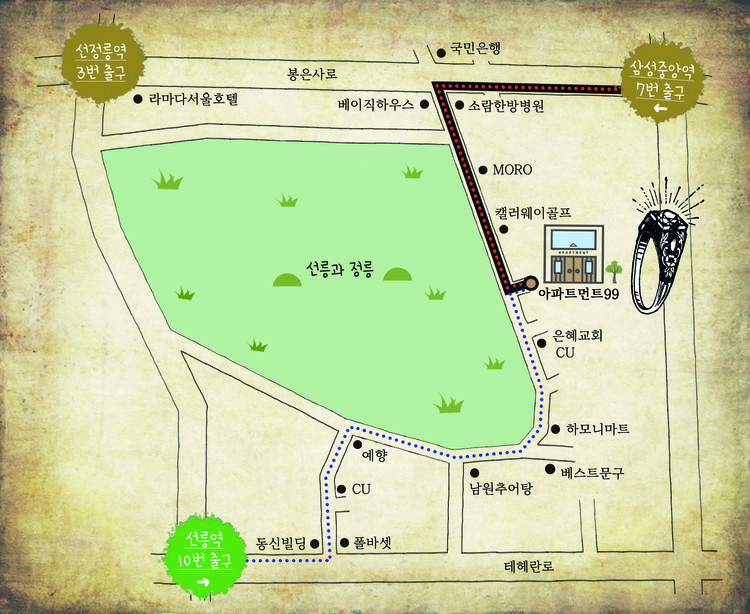 선정릉역
3번 출구
국민은행
삼성중앙역
7번 출구
←
봉은사로
라마다서울호텔
베이직하우스
소람한방병원
MORO
캘러웨이골프
APARTMENT
선릉과 정릉
아파트먼트99
은혜교회
CU
하모니마트
예향
베스트문구
남원추어탕
CU
선릉역
10번 출구
→
동신빌딩
폴바셋
테헤란로